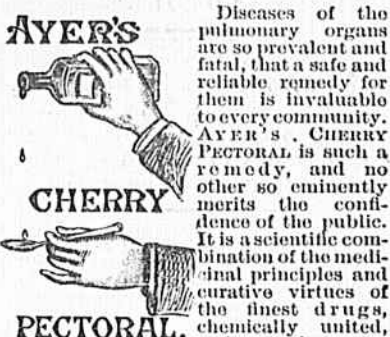 AYER'S
CHERRY
PECTORAL.
Diseases of the
pulmonary organs
are so prevalent and
fatal, that a safe and
reliable remedy for
them is invaluable
to every community.
AYER'S CHERRY
PECTORAL is such a
remedy, and no
other so eminently
merits the confi-
dence of the public.
It is a scientific com-
bination of the medi-
cinal principles and
curative virtues of
the finest drugs,
chemically united,